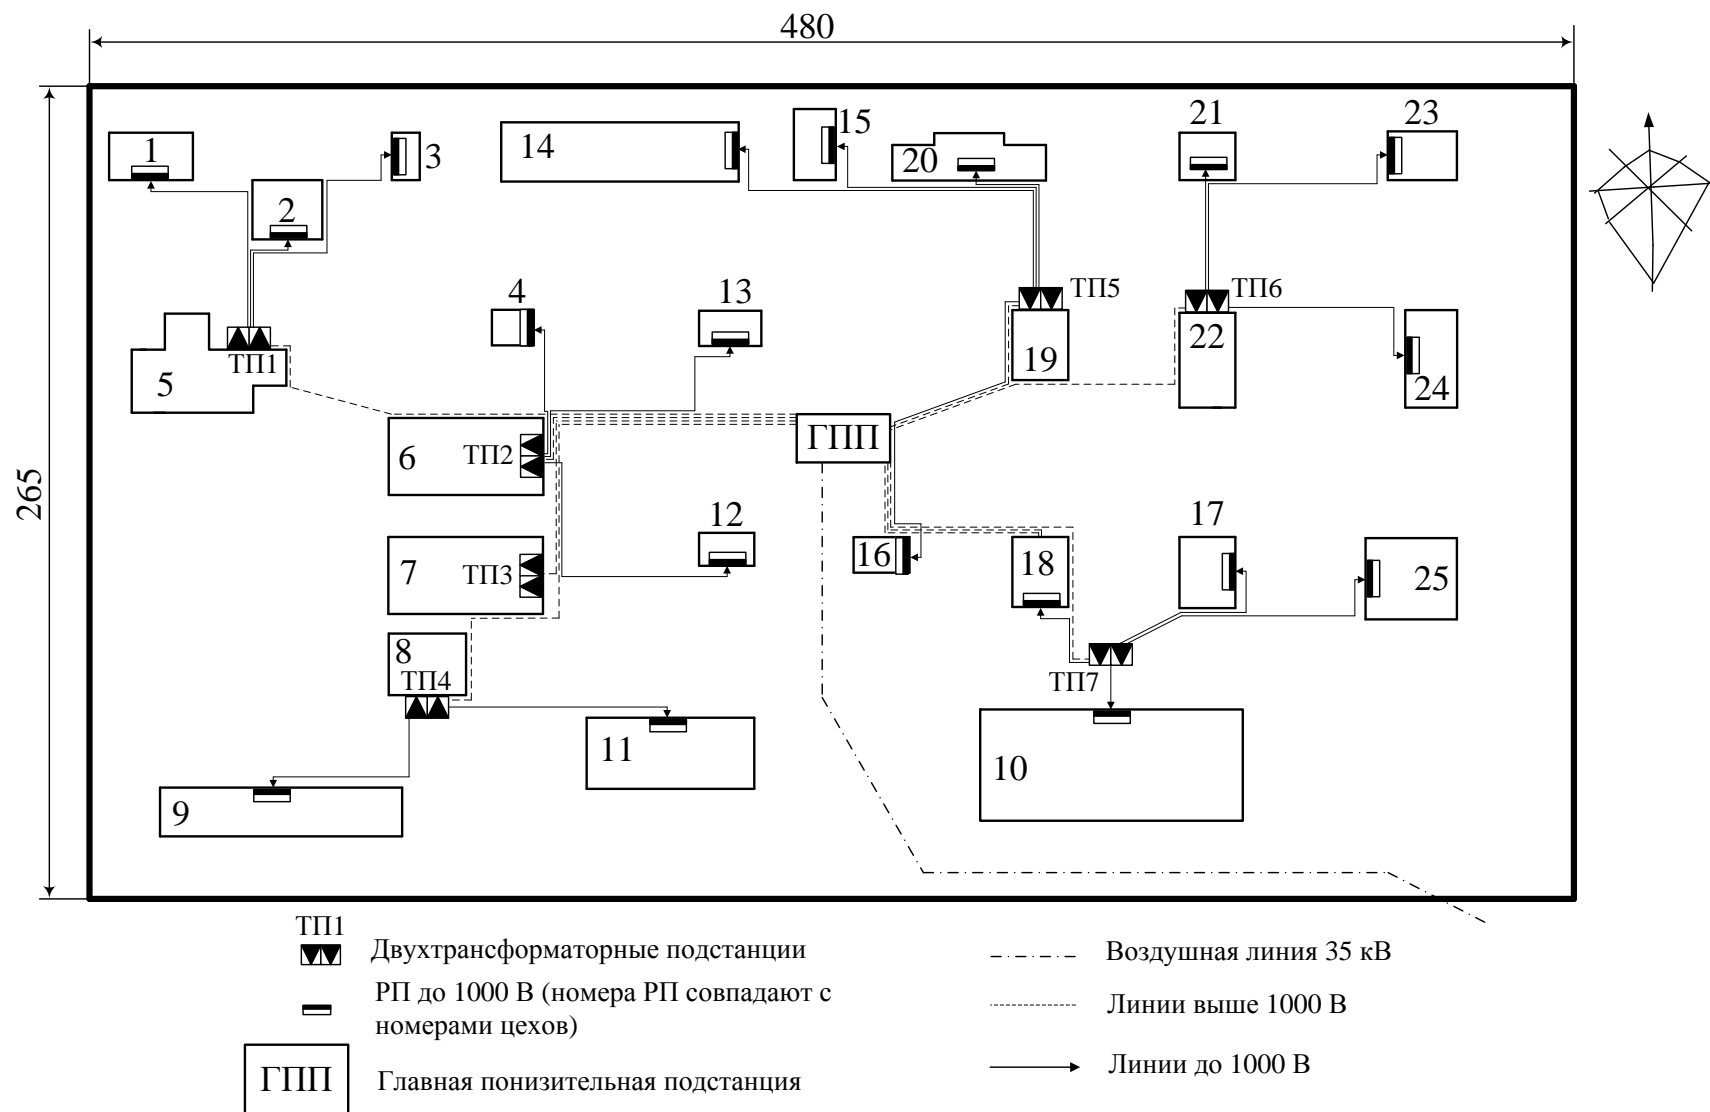 480
265
1
3
2
14
15
20
21
23
4
13
ТП5
ТП6
ТП1
5
19
22
24
6
ТП2
ГПП
12
17
7
ТП3
16
18
25
8
ТП4
ТП7
11
10
9
ТП1
Двухтрансформаторные подстанции
РП до 1000 В (номера РП совпадают с
номерами цехов)
ГПП
Главная понизительная подстанция
Воздушная линия 35 кВ
Линии выше 1000 В
Линии до 1000 В